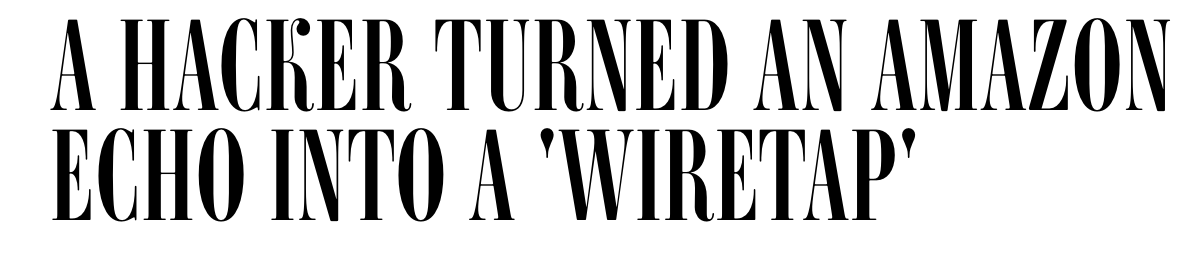 A HACKER TURNED AN AMAZON
ECHO INTO A 'WIRETAP'